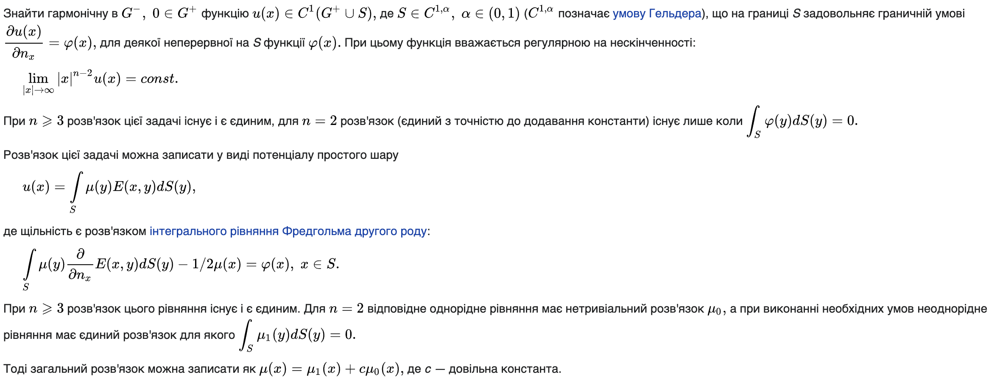 Знайти гармонічну в $G^-, \ 0 \in G^+$ функцію $u(x) \in C^1(G^+ \cup S)$, де $S \in C^{1,\alpha}, \ \alpha \in (0, 1)$ ($C^{1,\alpha}$ позначає умову Гельдера), що на границі S задовольняє граничній умові
$\dfrac{\partial u(x)}{\partial n_x} = \varphi(x)$, для деякої неперервної на S функції $\varphi(x)$. При цьому функція вважається регулярною на нескінченності:
$\lim\limits_{|x| \to \infty} |x|^{n-2} u(x) = const.$
При $n \geqslant 3$ розв'язок цієї задачі існує і є єдиним, для $n = 2$ розв'язок (єдиний з точністю до додавання константи) існує лише коли $\int_S \varphi(y) dS(y) = 0.$
Розв'язок цієї задачі можна записати у виді потенціалу простого шару
$u(x) = \int\limits_S \mu(y) E(x, y) dS(y),$
де щільність є розв'язком інтегрального рівняння Фредгольма другого роду:
$\int\limits_S \mu(y) \dfrac{\partial}{\partial n_x} E(x, y) dS(y) - 1/2 \mu(x) = \varphi(x), \ x \in S.$
При $n \geqslant 3$ розв'язок цього рівняння існує і є єдиним. Для $n = 2$ відповідне однорідне рівняння має нетривіальний розв'язок $\mu_0$, а при виконанні необхідних умов неоднорідне
рівняння має єдиний розв'язок для якого $\int_S \mu_1(y) dS(y) = 0.$
Тоді загальний розв'язок можна записати як $\mu(x) = \mu_1(x) + c\mu_0(x)$, де c — довільна константа.